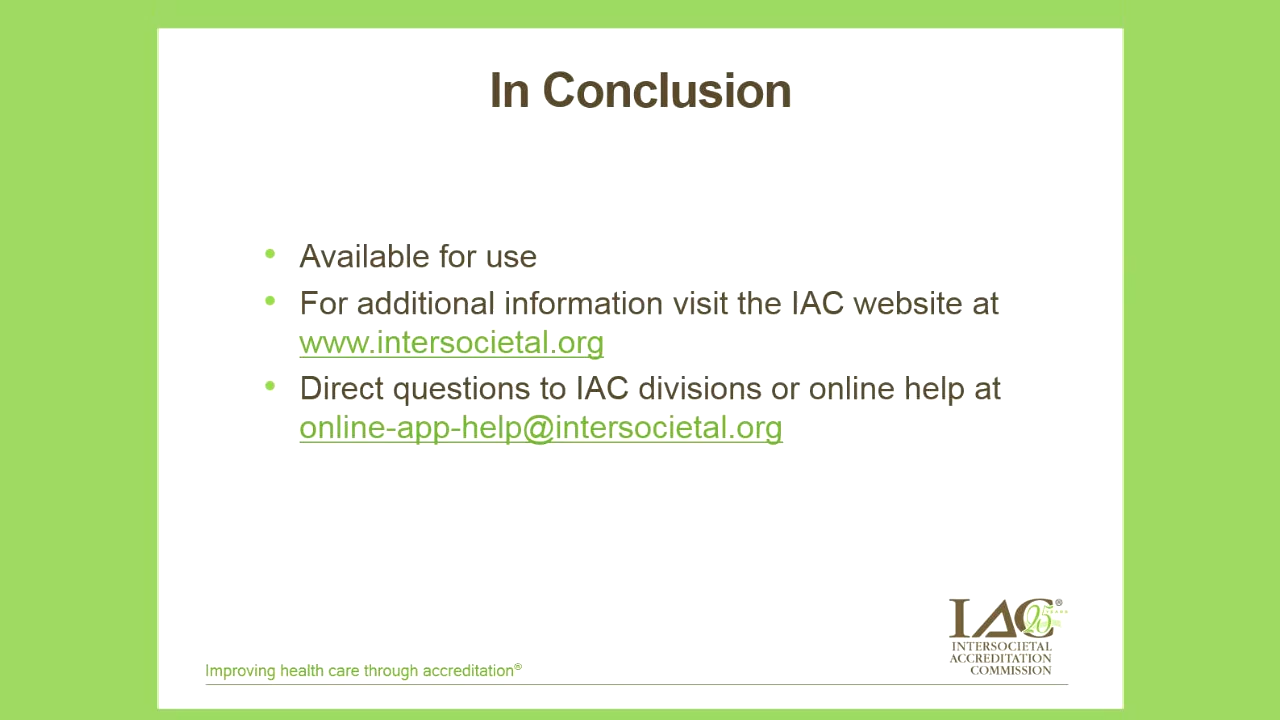 In Conclusion
• Available for use
• For additional information visit the IAC website at
www.intersocietal.org
• Direct questions to IAC divisions or online help at
online-app-help@intersocietal.org
IAC®
25
INTERSOCIETAL
ACCREDITATION
COMMISSION
Improving health care through accreditation®